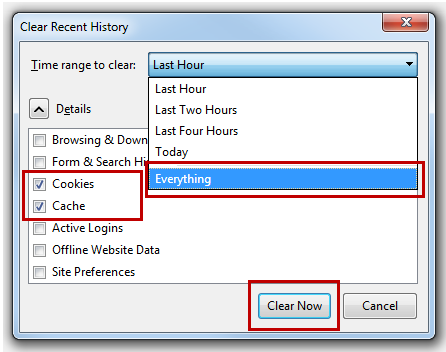 Clear Recent History
Time range to clear: Last Hour
Last Hour
Last Two Hours
Last Four Hours
Today
Everything
Details
Browsing & Down
Form & Search Hi
Cookies
Cache
Active Logins
Offline Website Data
Site Preferences
Clear Now Cancel